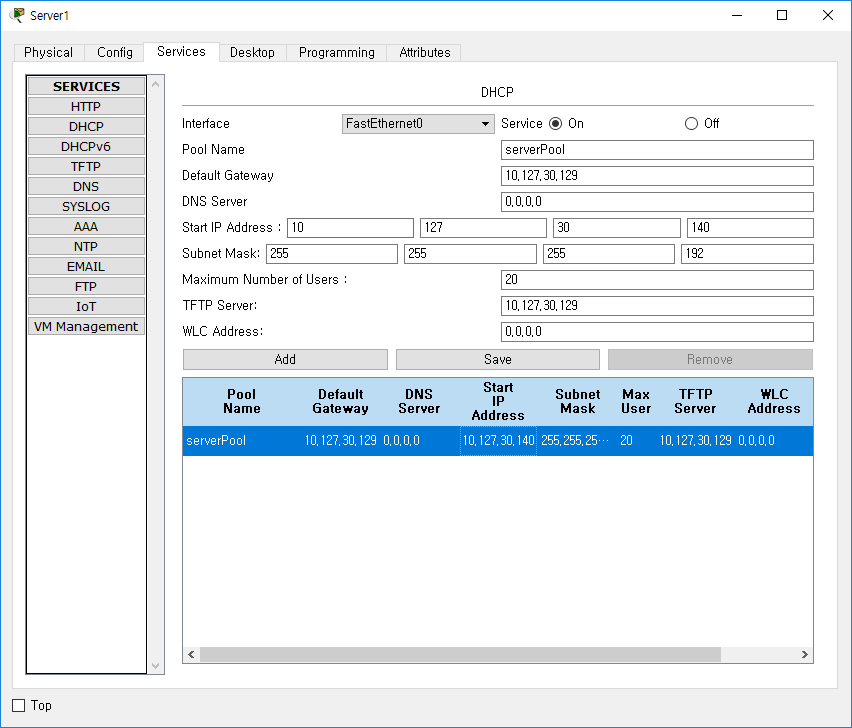 Server1
Physical Config Services Desktop Programming Attributes
SERVICES
HTTP
DHCP
DHCPv6
TFTP
DNS
SYSLOG
AAA
NTP
EMAIL
FTP
IoT
VM Management
DHCP
Interface FastEthernet0 Service On Off
Pool Name serverPool
Default Gateway 10.127.30.129
DNS Server 0.0.0.0
Start IP Address : 10 127 30 140
Subnet Mask: 255 255 255 192
Maximum Number of Users : 20
TFTP Server: 10.127.30.129
WLC Address: 0.0.0.0
Add Save Remove
Pool Name Default Gateway DNS Server Start IP Address Subnet Mask Max User TFTP Server WLC Address
serverPool 10.127.30.129 0.0.0.0 10.127.30.140 255.255.25··· 20 10.127.30.129 0.0.0.0
Top